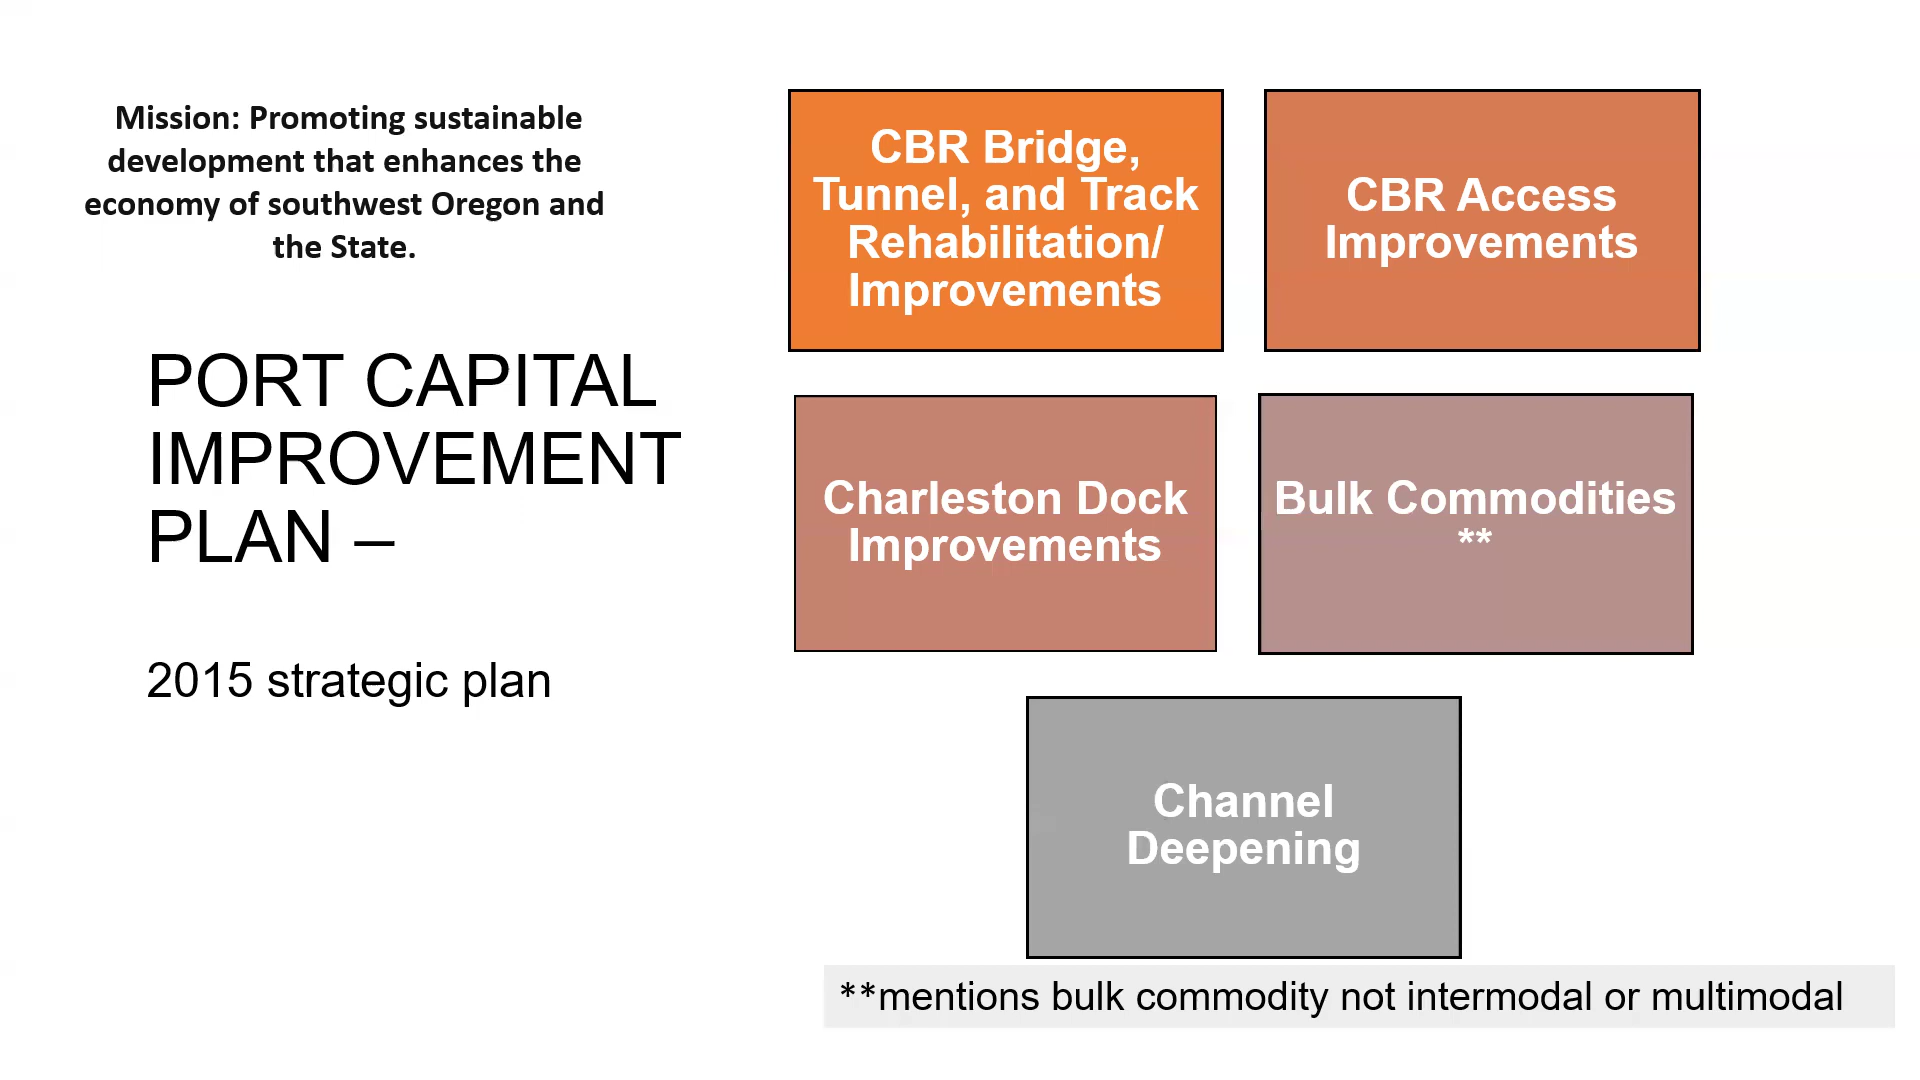 Mission: Promoting sustainable
development that enhances the
economy of southwest Oregon and
the State.
PORT CAPITAL
IMPROVEMENT
PLAN –
2015 strategic plan
CBR Bridge,
Tunnel, and Track
Rehabilitation/
Improvements
CBR Access
Improvements
Charleston Dock
Improvements
Bulk Commodities
**
Channel
Deepening
**mentions bulk commodity not intermodal or multimodal